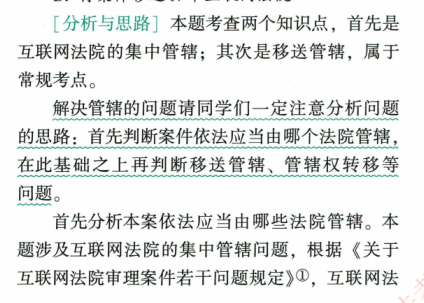 [分析与思路] 本题考查两个知识点，首先是
互联网法院的集中管辖；其次是移送管辖，属于
常规考点。
解决管辖的问题请同学们一定注意分析问题
的思路：首先判断案件依法应当由哪个法院管辖，
在此基础之上再判断移送管辖、管辖权转移等
问题。
首先分析本案依法应当由哪些法院管辖。本
题涉及互联网法院的集中管辖问题，根据《关于
互联网法院审理案件若干问题规定》①，互联网法